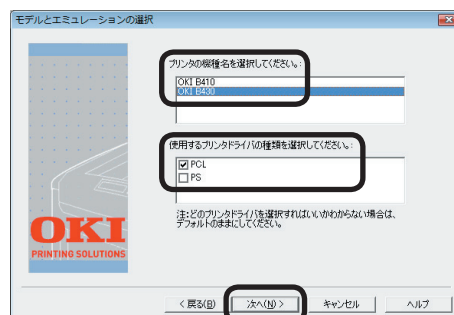 モデルとエミュレーションの選択
プリンタの機種名を選択してください。:
OKI B410
OKI B430
使用するプリンタドライバの種類を選択してください。:
PCL
PS
注:どのプリンタドライバを選択すればいいかわからない場合は、
デフォルトのままにしてください。
OKI
PRINTING SOLUTIONS
< 戻る(B)
次へ(N) >
キャンセル
ヘルプ